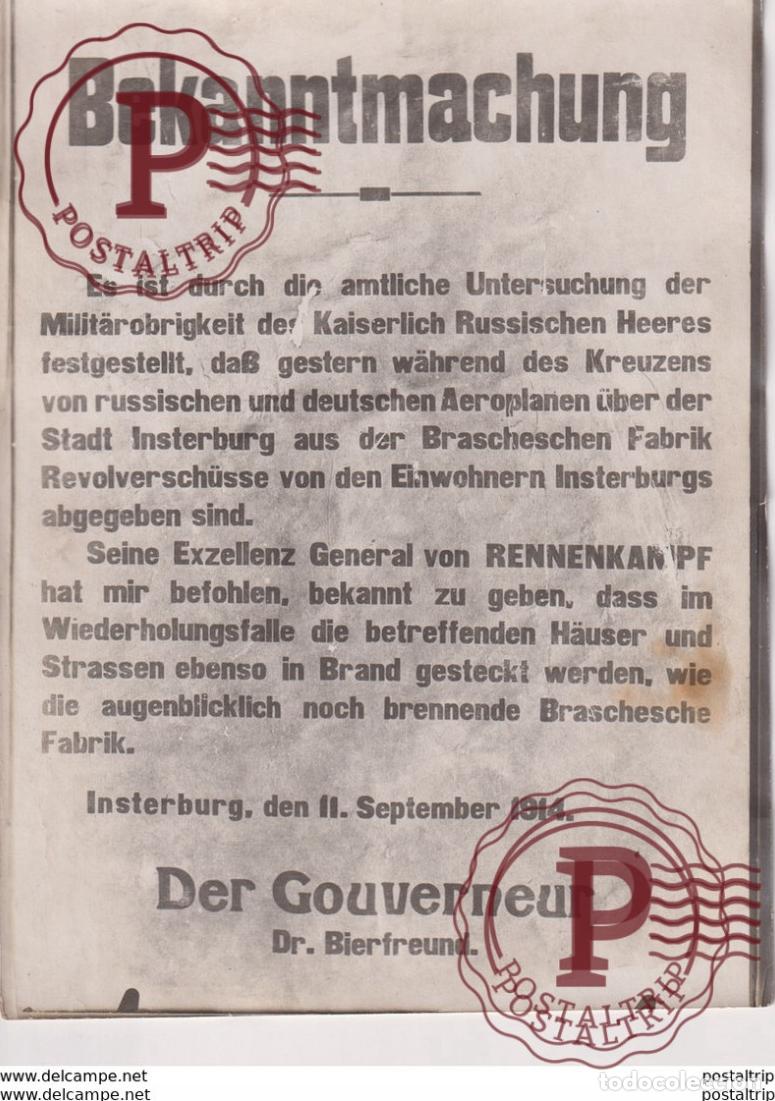 Bekanntmachung
P
POSTALTRIP
Es ist durch die amtliche Untersuchung der
Militärobrigkeit des Kaiserlich Russischen Heeres
festgestellt, daß gestern während des Kreuzens
von russischen und deutschen Aeroplanen über der
Stadt Insterburg aus der Brascheschen Fabrik
Revolverschüsse von den Einwohnern Insterburgs
abgegeben sind.
Seine Exzellenz General von RENNENKAMPF
hat mir befohlen, bekannt zu geben, dass im
Wiederholungsfalle die betreffenden Häuser und
Strassen ebenso in Brand gesteckt werden, wie
die augenblicklich noch brennende Braschesche
Fabrik.
Insterburg, den 11. September 1914.
Der Gouverneur
Dr. Bierfreund.
P
POSTALTRIP
POSTALTRIP
www.delcampe.net
postaltrip
todocoleccion
www.delcampe.net
postaltrip